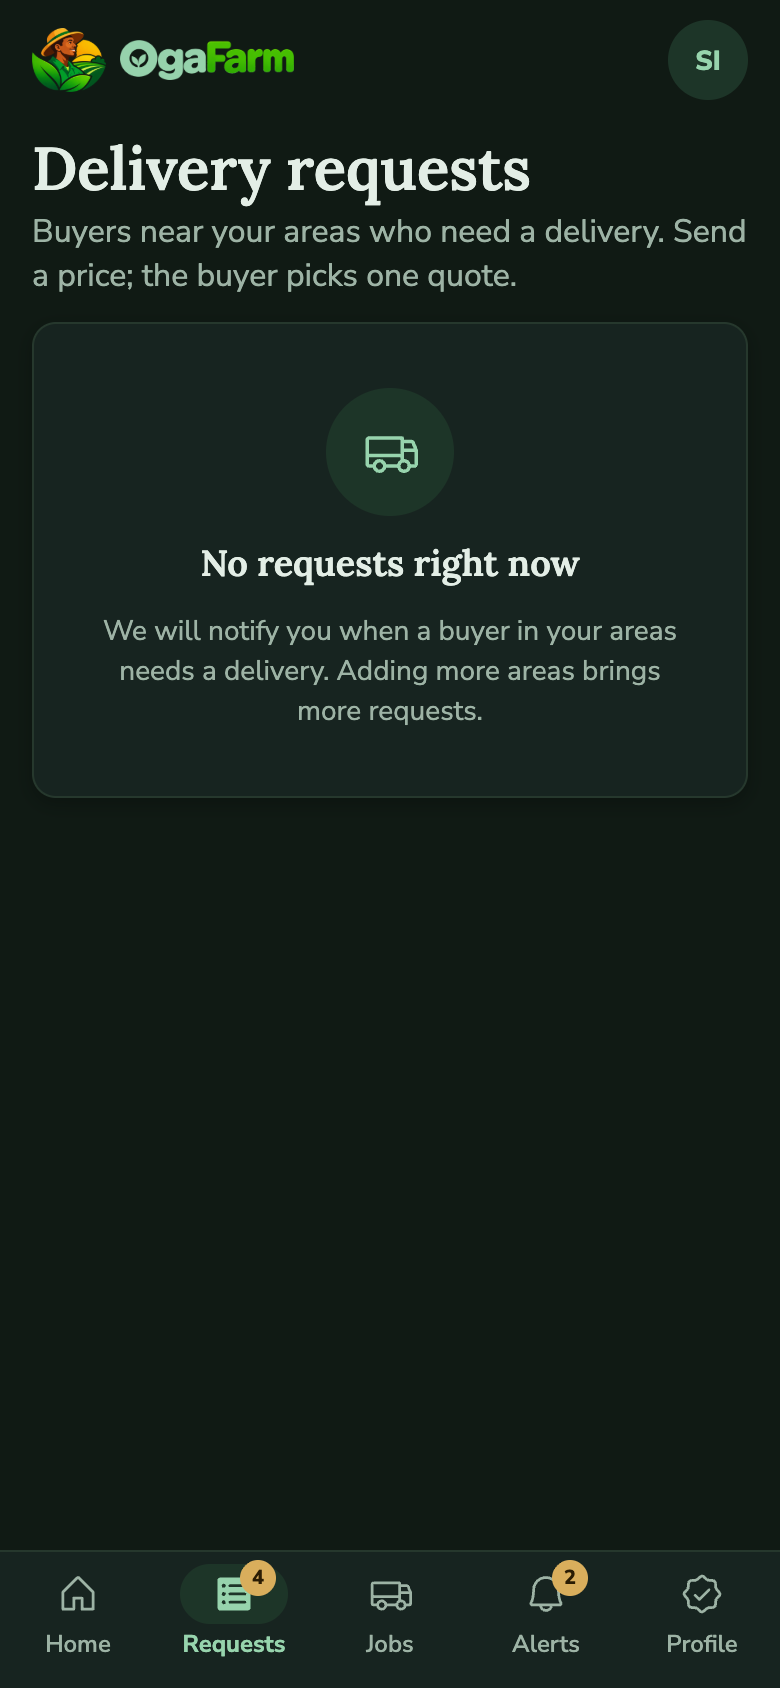 OgaFarm
SI
Delivery requests
Buyers near your areas who need a delivery. Send
a price; the buyer picks one quote.
No requests right now
We will notify you when a buyer in your areas
needs a delivery. Adding more areas brings
more requests.
4
2
Home
Requests
Jobs
Alerts
Profile